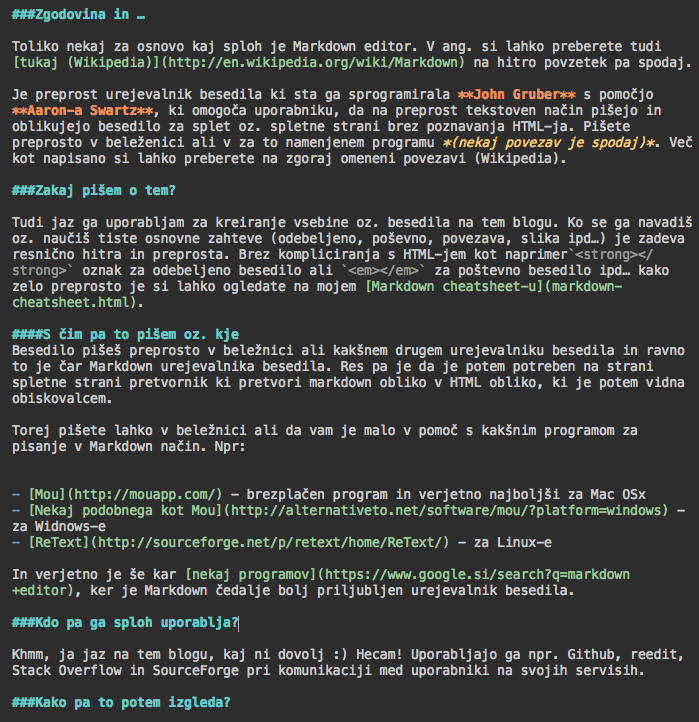 ###Zgodovina in …
Toliko nekaj za osnovo kaj sploh je Markdown editor. V ang. si lahko preberete tudi
[tukaj (Wikipedia)](http://en.wikipedia.org/wiki/Markdown) na hitro povzetek pa spodaj.
Je preprost urejevalnik besedila ki sta ga sprogramirala **John Gruber** s pomočjo
**Aaron-a Swartz**, ki omogoča uporabniku, da na preprost tekstoven način pišejo in
oblikujejo besedilo za splet oz. spletne strani brez poznavanja HTML-ja. Pišete
preprosto v beleženici ali v za to namenjenem programu *(nekaj povezav je spodaj)*. Več
kot napisano si lahko preberete na zgoraj omenjeni povezavi (Wikipedia).
###Zakaj pišem o tem?
Tudi jaz ga uporabljam za kreiranje vsebine oz. besedila na tem blogu. Ko se ga navadiš
oz. naučiš tiste osnovne zahteve (odebeljeno, poševno, povezava, slika ipd…) je zadeva
resnično hitra in preprosta. Brez kompliciranja s HTML-jem kot naprimer`<strong></
strong>` oznak za odebeljeno besedilo ali `<em></em>` za poštevno besedilo ipd… kako
zelo preprosto je si lahko ogledate na mojem [Markdown cheatsheet-u](markdown-
cheatsheet.html).
####S čim pa to pišem oz. kje
Besedilo pišeš preprosto v beležnici ali kakšnem drugem urejevalniku besedila in ravno
to je čar Markdown urejevalnika besedila. Res pa je da je potem potreben na strani
spletne strani pretvornik ki pretvori markdown obliko v HTML obliko, ki je potem vidna
obiskovalcem.
Torej pišete lahko v beležnici ali da vam je malo v pomoč s kakšnim programom za
pisanje v Markdown način. Npr:
- [Mou](http://mouapp.com/) - brezplačen program in verjetno najboljši za Mac OSx
- [Nekaj podobnega kot Mou](http://alternativeto.net/software/mou/?platform=windows) -
za Widnows-e
- [ReText](http://sourceforge.net/p/retext/home/ReText/) - za Linux-e
In verjetno je še kar [nekaj programov](https://www.google.si/search?q=markdown
+editor), ker je Markdown čedalje bolj priljubljen urejevalnik besedila.
###Kdo pa ga sploh uporablja?
Khmm, ja jaz na tem blogu, kaj ni dovolj :) Hecam! Uporabljajo ga npr. Github, reedit,
Stack Overflow in SourceForge pri komunikaciji med uporabniki na svojih servisih.
###Kako pa to potem izgleda?